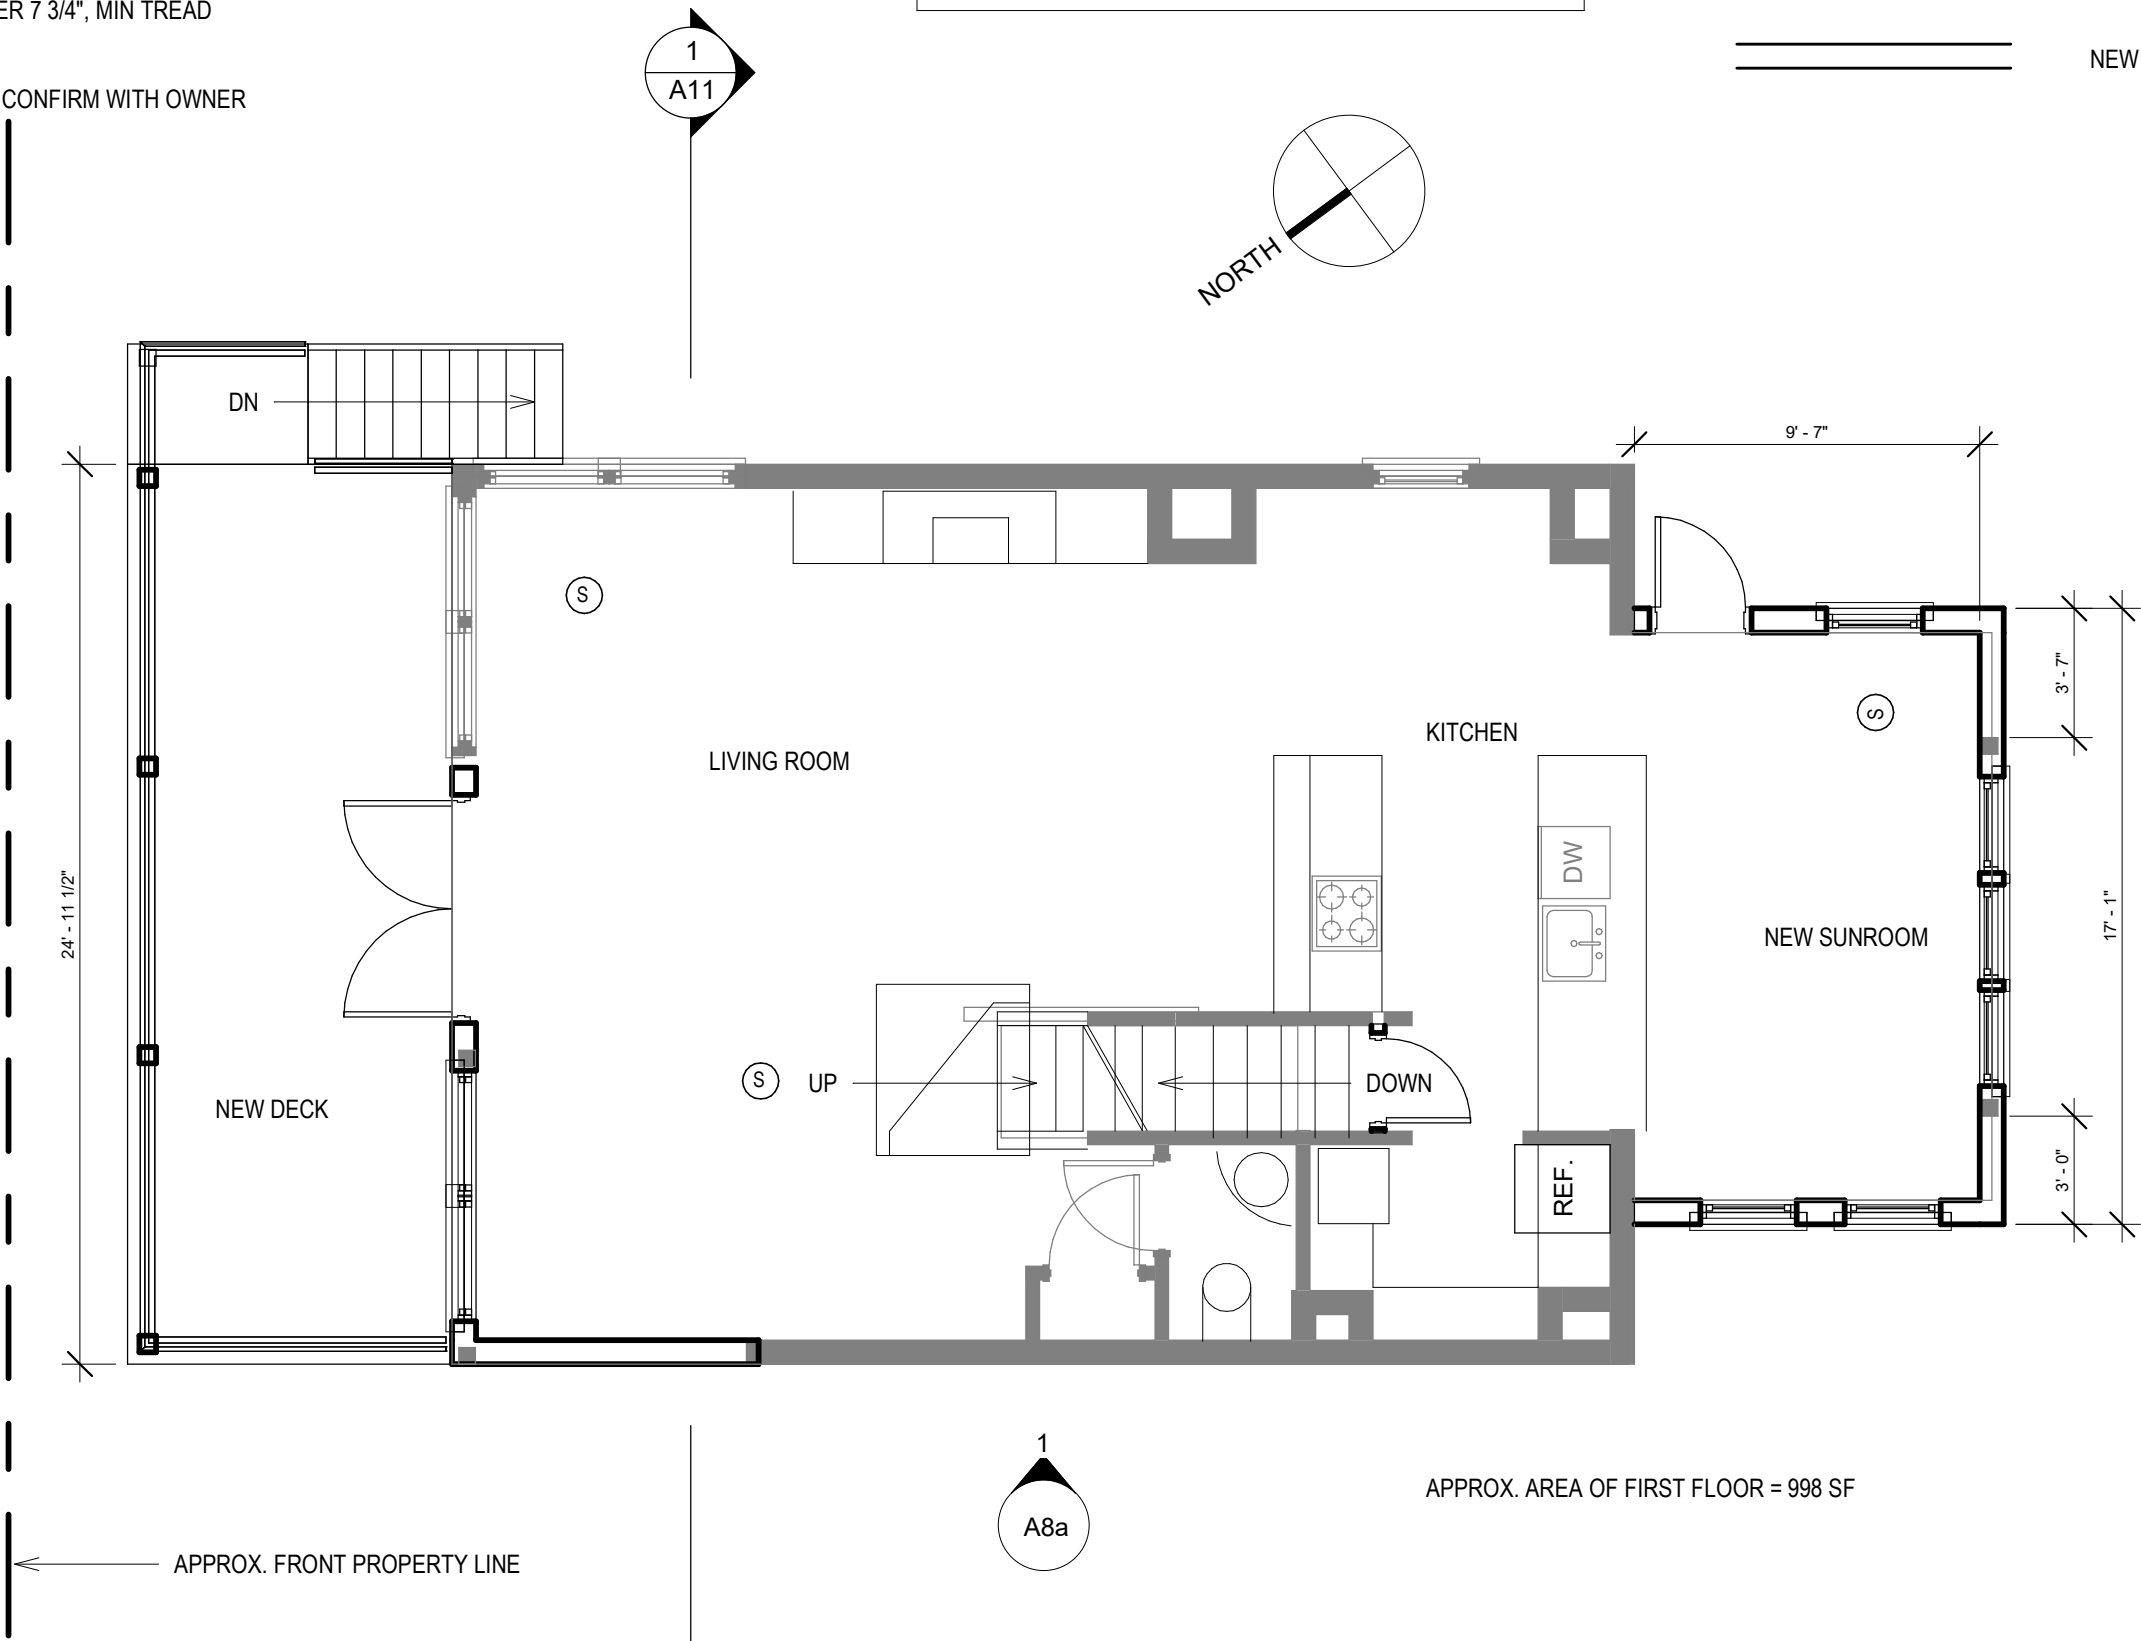 ER 7 3/4", MIN TREAD
1
A11
NEW
CONFIRM WITH OWNER
NORTH
DN
9' - 7"
S
3' - 7"
S
KITCHEN
LIVING ROOM
DW
24' - 11 1/2"
17' - 1"
NEW SUNROOM
S
UP
DOWN
NEW DECK
REF.
3' - 0"
1
A8a
APPROX. AREA OF FIRST FLOOR = 998 SF
APPROX. FRONT PROPERTY LINE